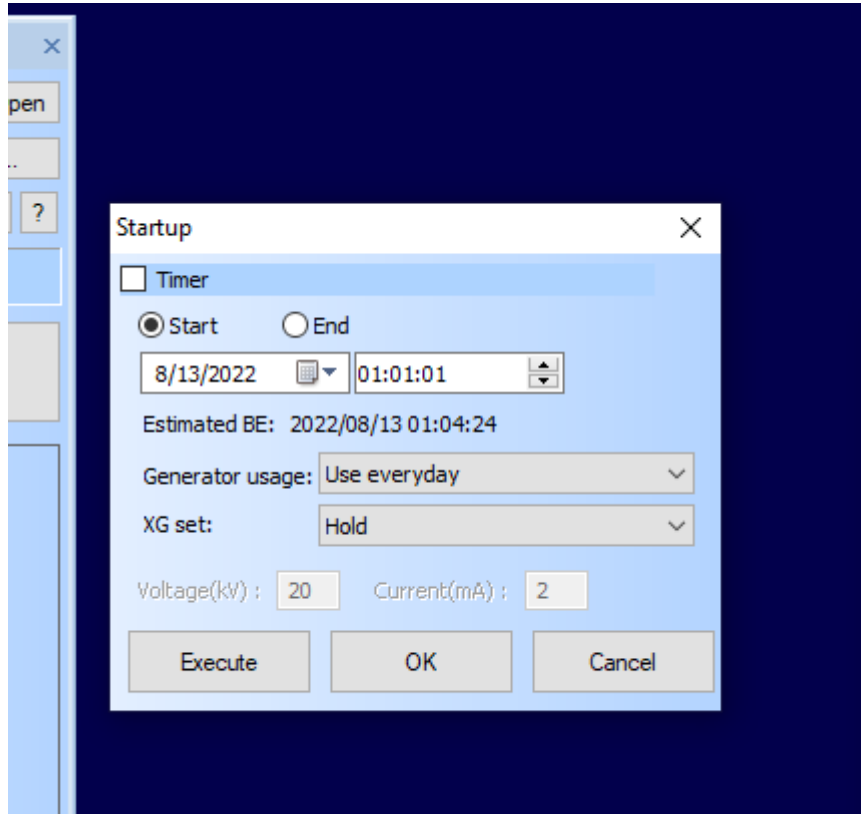 pen
..
?
Startup
Timer
Start End
8/13/2022 01:01:01
Estimated BE: 2022/08/13 01:04:24
Generator usage: Use everyday
XG set: Hold
Voltage(kV) : 20 Current(mA) : 2
Execute OK Cancel